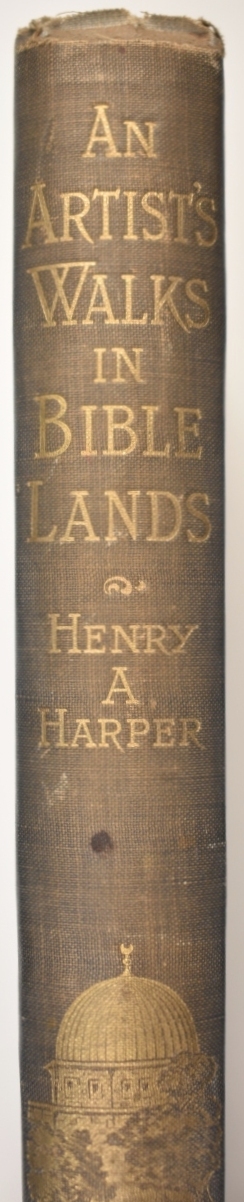 An
Artist's
Walks
in
Bible
Lands
Henry
A
Harper